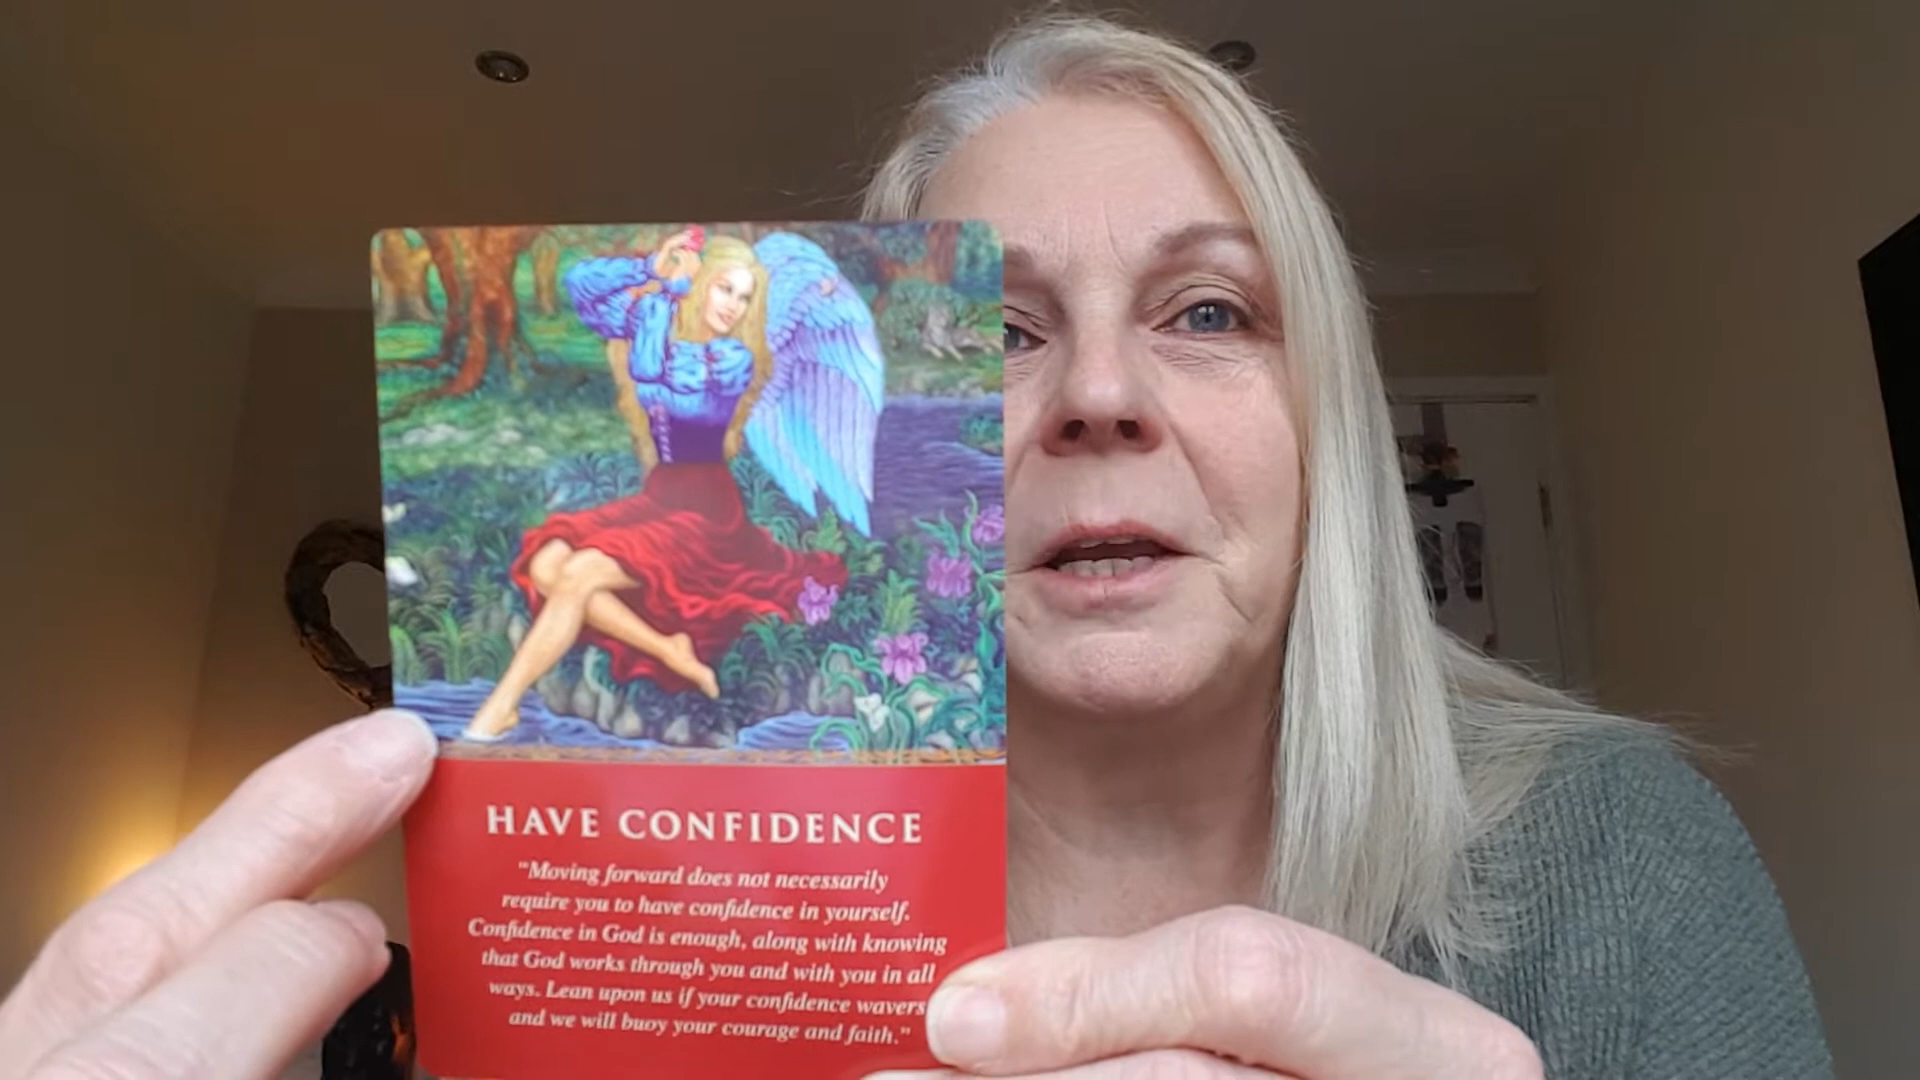 HAVE CONFIDENCE
"Moving forward does not necessarily
require you to have confidence in yourself.
Confidence in God is enough, along with knowing
that God works through you and with you in all
ways. Lean upon us if your confidence wavers
and we will buoy your courage and faith."